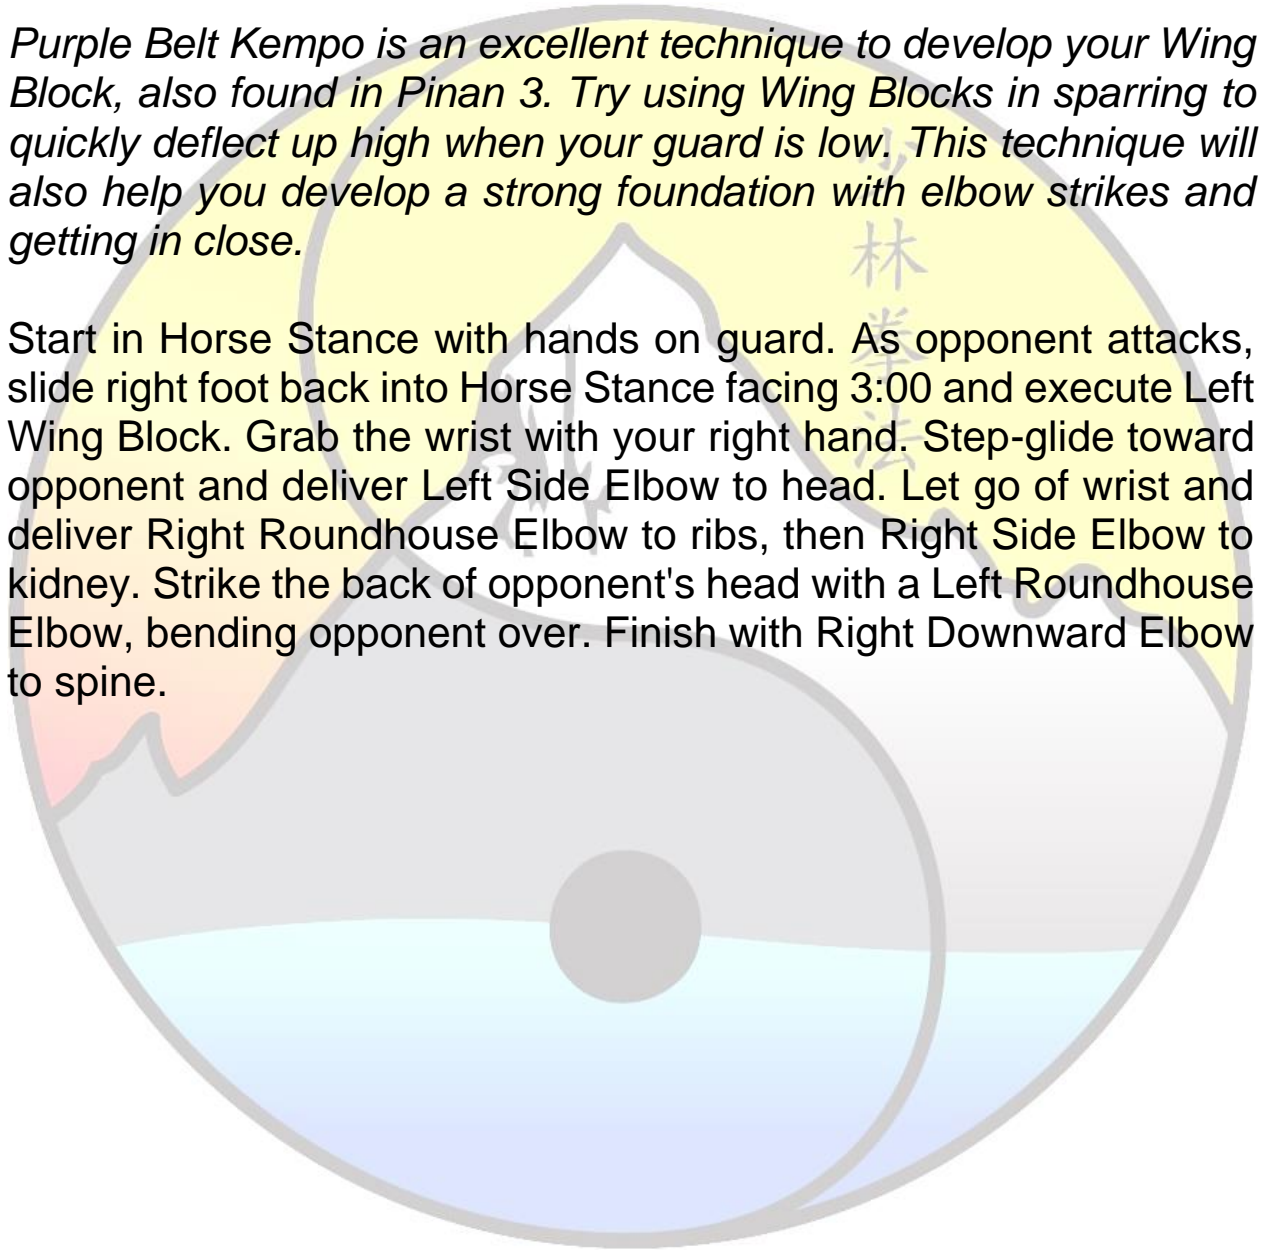 Purple Belt Kempo is an excellent technique to develop your Wing
Block, also found in Pinan 3. Try using Wing Blocks in sparring to
quickly deflect up high when your guard is low. This technique will
also help you develop a strong foundation with elbow strikes and
getting in close.
Start in Horse Stance with hands on guard. As opponent attacks,
slide right foot back into Horse Stance facing 3:00 and execute Left
Wing Block. Grab the wrist with your right hand. Step-glide toward
opponent and deliver Left Side Elbow to head. Let go of wrist and
deliver Right Roundhouse Elbow to ribs, then Right Side Elbow to
kidney. Strike the back of opponent's head with a Left Roundhouse
Elbow, bending opponent over. Finish with Right Downward Elbow
to spine.
少
林
拳
法